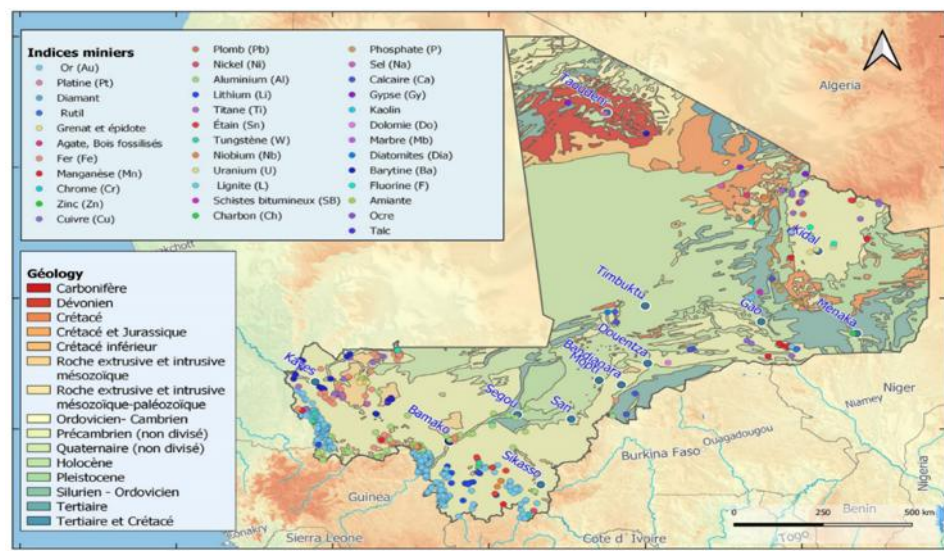 Indices miniers
Or (Au)
Platine (Pt)
Diamant
Rutil
Grenat et épidote
Agate, Bois fossilisés
Fer (Fe)
Manganèse (Mn)
Chrome (Cr)
Zinc (Zn)
Cuivre (Cu)
Plomb (Pb)
Nickel (Ni)
Aluminium (Al)
Lithium (Li)
Titane (Ti)
Étain (Sn)
Tungstène (W)
Niobium (Nb)
Uranium (U)
Lignite (L)
Schistes bitumineux (SB)
Charbon (Ch)
Phosphate (P)
Sel (Na)
Calcaire (Ca)
Gypse (Gy)
Kaolin
Dolomie (Do)
Marbre (Mb)
Diatomites (Dia)
Barytine (Ba)
Fluorine (F)
Amiante
Ocre
Talc
Géology
Carbonifère
Dévonien
Crétacé
Crétacé et Jurassique
Crétacé inférieur
Roche extrusive et intrusive
mésozoïque
Roche extrusive et intrusive
mésozoïque-paléozoïque
Ordovicien- Cambrien
Précambrien (non divisé)
Quaternaire (non divisé)
Holocène
Pleistocene
Silurien - Ordovicien
Tertiaire
Tertiaire et Crétacé
Algeria
Kidal
Timbuktu
Gao
Menaka
Douentza
Bandiagara
Mopti
San
Segou
Kayes
Bamako
Sikasso
Niger
Niamey
Ouagadougou
Burkina Faso
Nigeria
Benin
Togo
Guinea
Conakry
Sierra Leone
Cote d`Ivoire
0 250 500 km